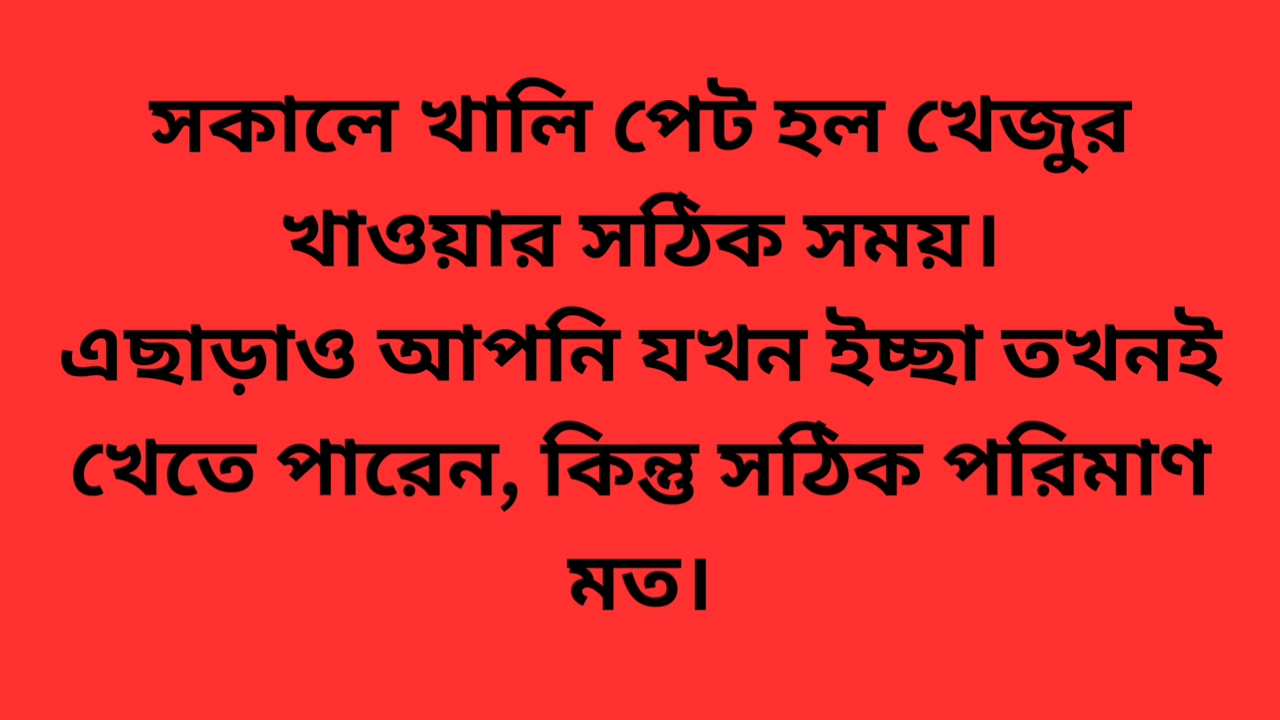 সকালে খালি পেট হল খেজুর
খাওয়ার সঠিক সময়।
এছাড়াও আপনি যখন ইচ্ছা তখনই
খেতে পারেন, কিন্তু সঠিক পরিমাণ
মত।